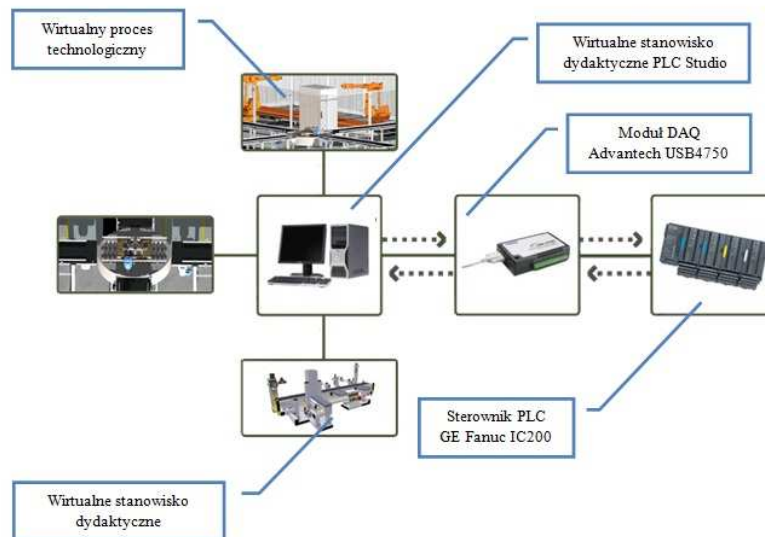 Wirtualny proces
technologiczny
Wirtualne stanowisko
dydaktyczne PLC Studio
Moduł DAQ
Advantech USB4750
Sterownik PLC
GE Fanuc IC200
Wirtualne stanowisko
dydaktyczne